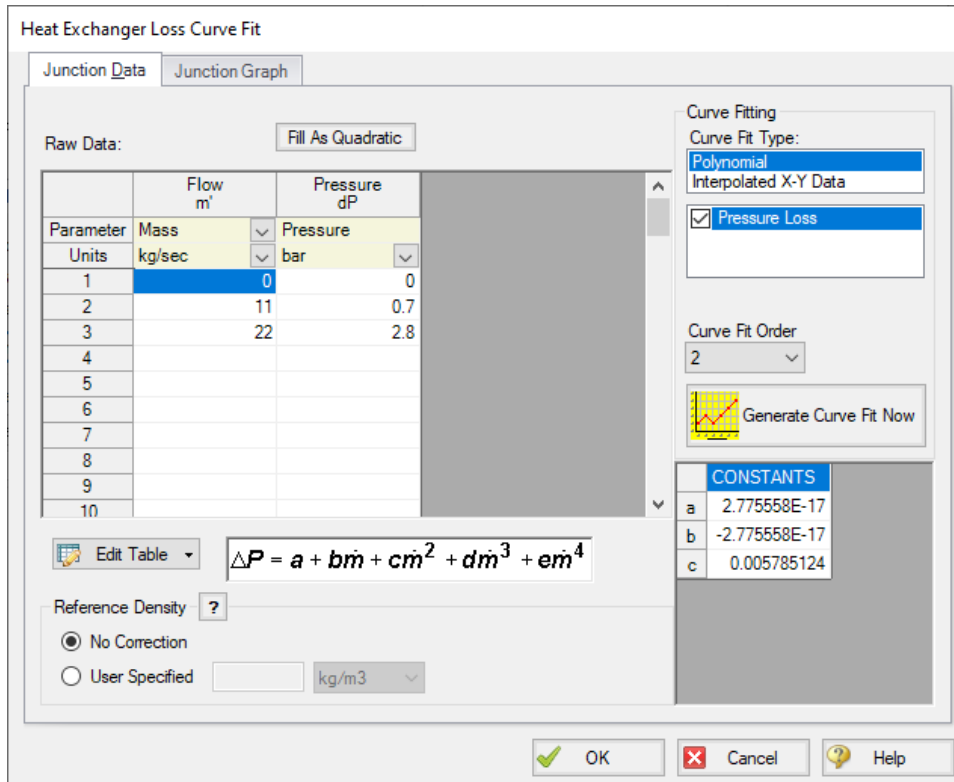 Heat Exchanger Loss Curve Fit
Junction Data
Junction Graph
Raw Data:
Fill As Quadratic
Flow m'
Pressure dP
Parameter Mass Pressure
Units kg/sec bar
1 0 0
2 11 0.7
3 22 2.8
4
5
6
7
8
9
10
Edit Table
ΔP = a + bṁ + cṁ² + dṁ³ + eṁ⁴
Reference Density ?
No Correction
User Specified kg/m3
Curve Fitting
Curve Fit Type:
Polynomial
Interpolated X-Y Data
Pressure Loss
Curve Fit Order
2
Generate Curve Fit Now
CONSTANTS
a 2.775558E-17
b -2.775558E-17
c 0.005785124
OK
Cancel
Help